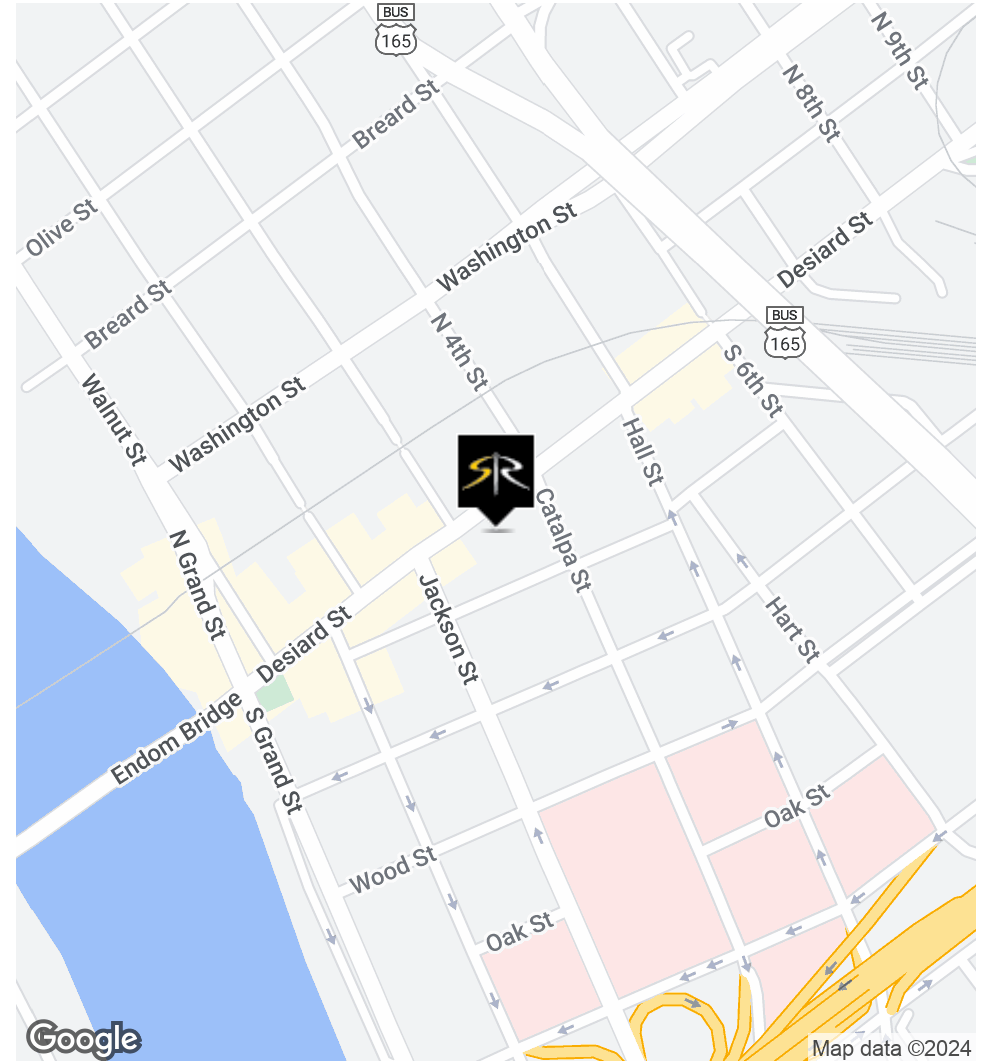 BUS
165
N 9th St
N 8th St
Breard St
Olive St
Washington St
Desiard St
Breard St
BUS
165
N 4th St
S 6th St
Walnut St
Washington St
Hall St
SR
Catalpa St
N Grand St
Jackson St
Hart St
Desiard St
Endom Bridge
S Grand St
Oak St
Wood St
Oak St
Google
Map data ©2024